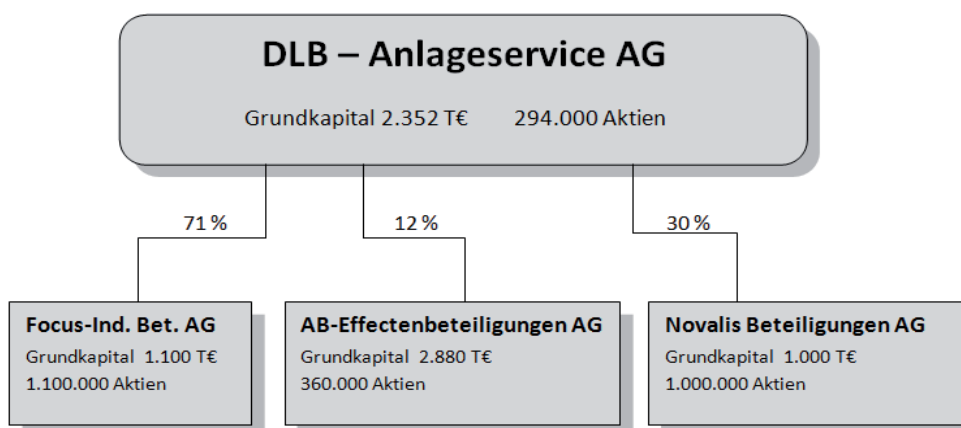 DLB – Anlageservice AG
Grundkapital 2.352 T€ 294.000 Aktien
71 % 12 % 30 %
Focus-Ind. Bet. AG
Grundkapital 1.100 T€
1.100.000 Aktien
AB-Effectenbeteiligungen AG
Grundkapital 2.880 T€
360.000 Aktien
Novalis Beteiligungen AG
Grundkapital 1.000 T€
1.000.000 Aktien